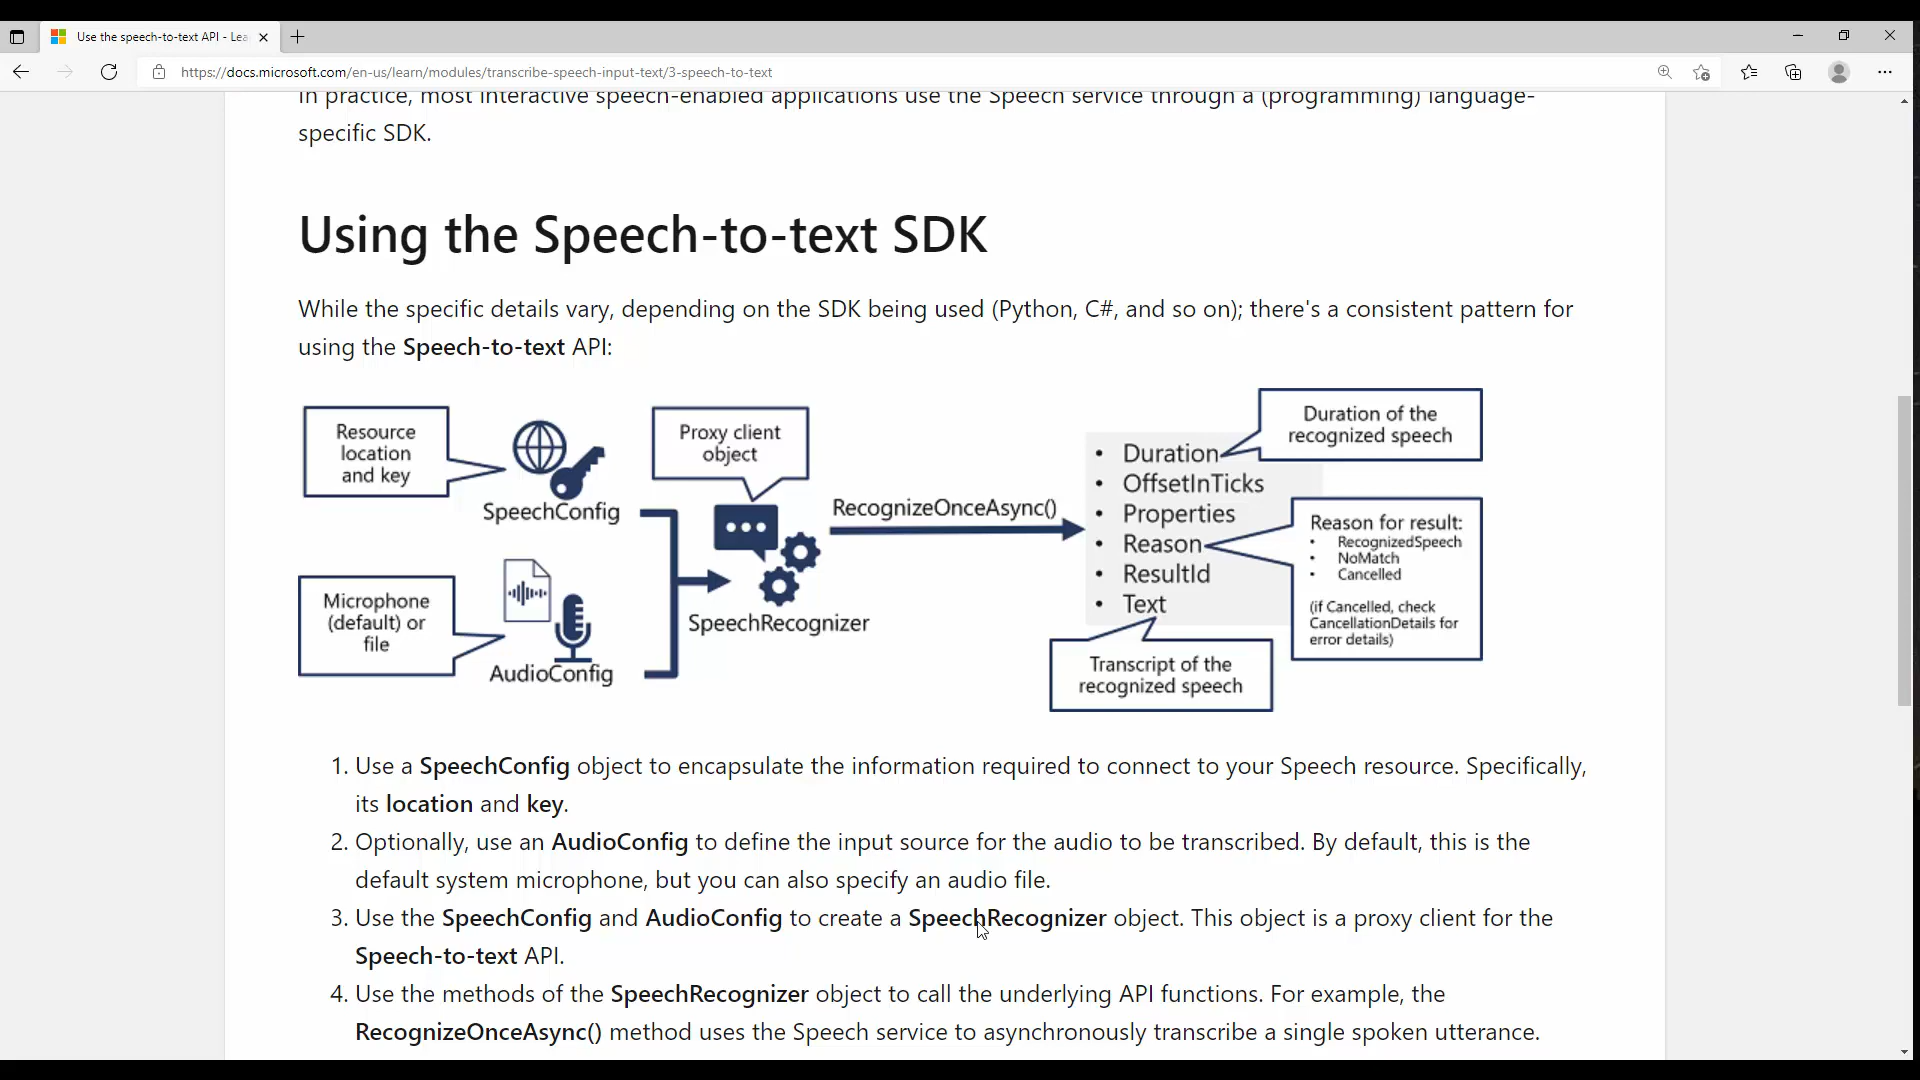 Use the speech-to-text API - Lea
https://docs.microsoft.com/en-us/learn/modules/transcribe-speech-input-text/3-speech-to-text
In practice, most interactive speech-enabled applications use the Speech service through a (programming) language-
specific SDK.
Using the Speech-to-text SDK
While the specific details vary, depending on the SDK being used (Python, C#, and so on); there's a consistent pattern for
using the Speech-to-text API:
Resource
location
and key
SpeechConfig
Microphone
(default) or
file
AudioConfig
Proxy client
object
SpeechRecognizer
RecognizeOnceAsync()
• Duration
• OffsetInTicks
• Properties
• Reason
• ResultId
• Text
Duration of the
recognized speech
Reason for result:
• RecognizedSpeech
• NoMatch
• Cancelled
(if Cancelled, check
CancellationDetails for
error details)
Transcript of the
recognized speech
1. Use a SpeechConfig object to encapsulate the information required to connect to your Speech resource. Specifically,
its location and key.
2. Optionally, use an AudioConfig to define the input source for the audio to be transcribed. By default, this is the
default system microphone, but you can also specify an audio file.
3. Use the SpeechConfig and AudioConfig to create a SpeechRecognizer object. This object is a proxy client for the
Speech-to-text API.
4. Use the methods of the SpeechRecognizer object to call the underlying API functions. For example, the
RecognizeOnceAsync() method uses the Speech service to asynchronously transcribe a single spoken utterance.